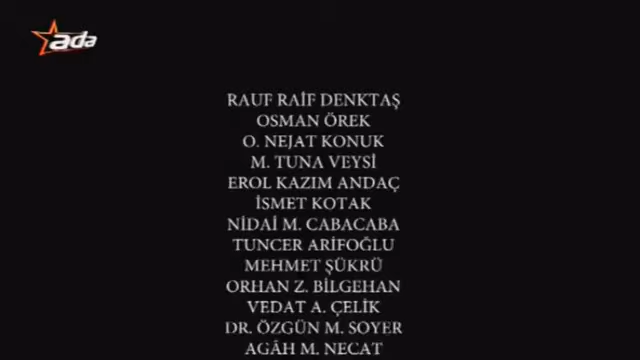 ada
RAUF RAİF DENKTAŞ
OSMAN ÖREK
O. NEJAT KONUK
M. TUNA VEYSİ
EROL KAZIM ANDAÇ
İSMET KOTAK
NİDAİ M. CABACABA
TUNCER ARİFOĞLU
MEHMET ŞÜKRÜ
ORHAN Z. BİLGEHAN
VEDAT A. ÇELİK
DR. ÖZGÜN M. SOYER
AGÂH M. NECAT